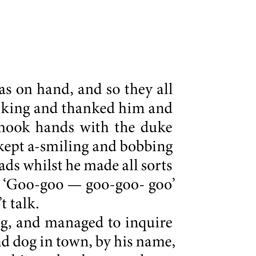 as on hand, and so they all
king and thanked him and
hook hands with the duke
kept a-smiling and bobbing
ads whilst he made all sorts
‘Goo-goo — goo-goo- goo’
’t talk.
g, and managed to inquire
d dog in town, by his name,